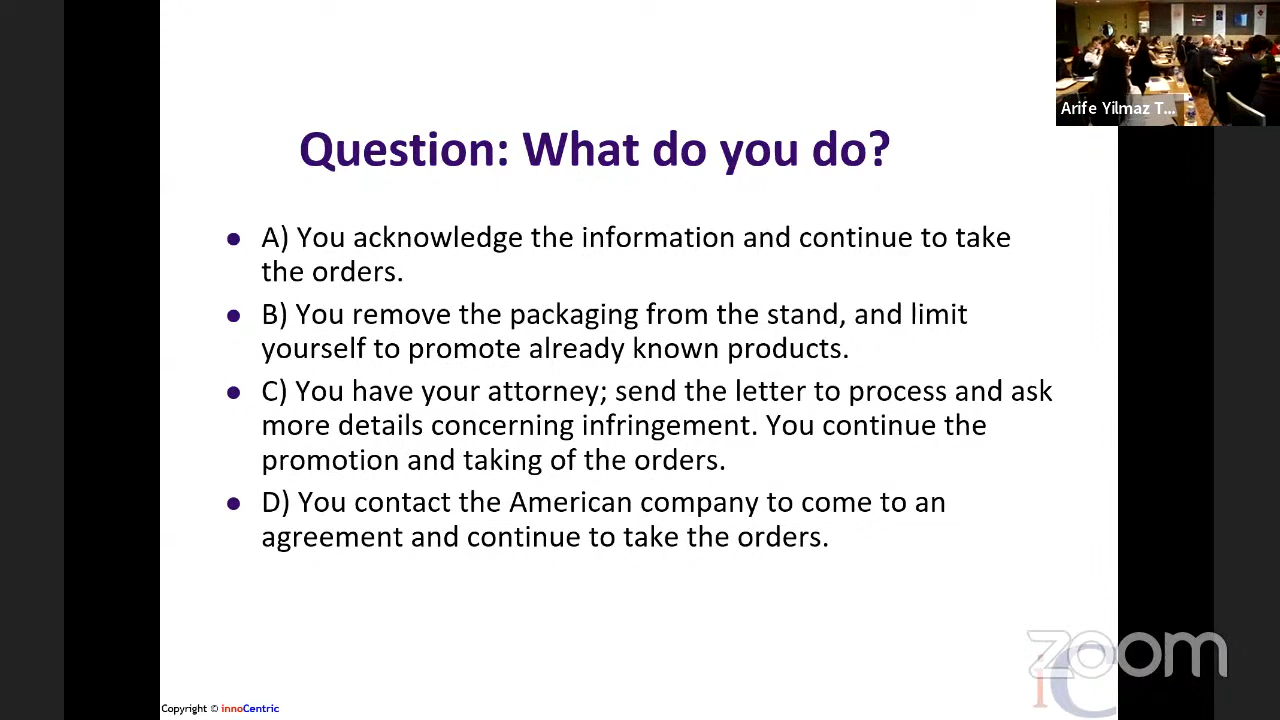 Arife Yilmaz T...
Question: What do you do?
● A) You acknowledge the information and continue to take
the orders.
● B) You remove the packaging from the stand, and limit
yourself to promote already known products.
● C) You have your attorney; send the letter to process and ask
more details concerning infringement. You continue the
promotion and taking of the orders.
● D) You contact the American company to come to an
agreement and continue to take the orders.
zoom
iC
Copyright © innoCentric